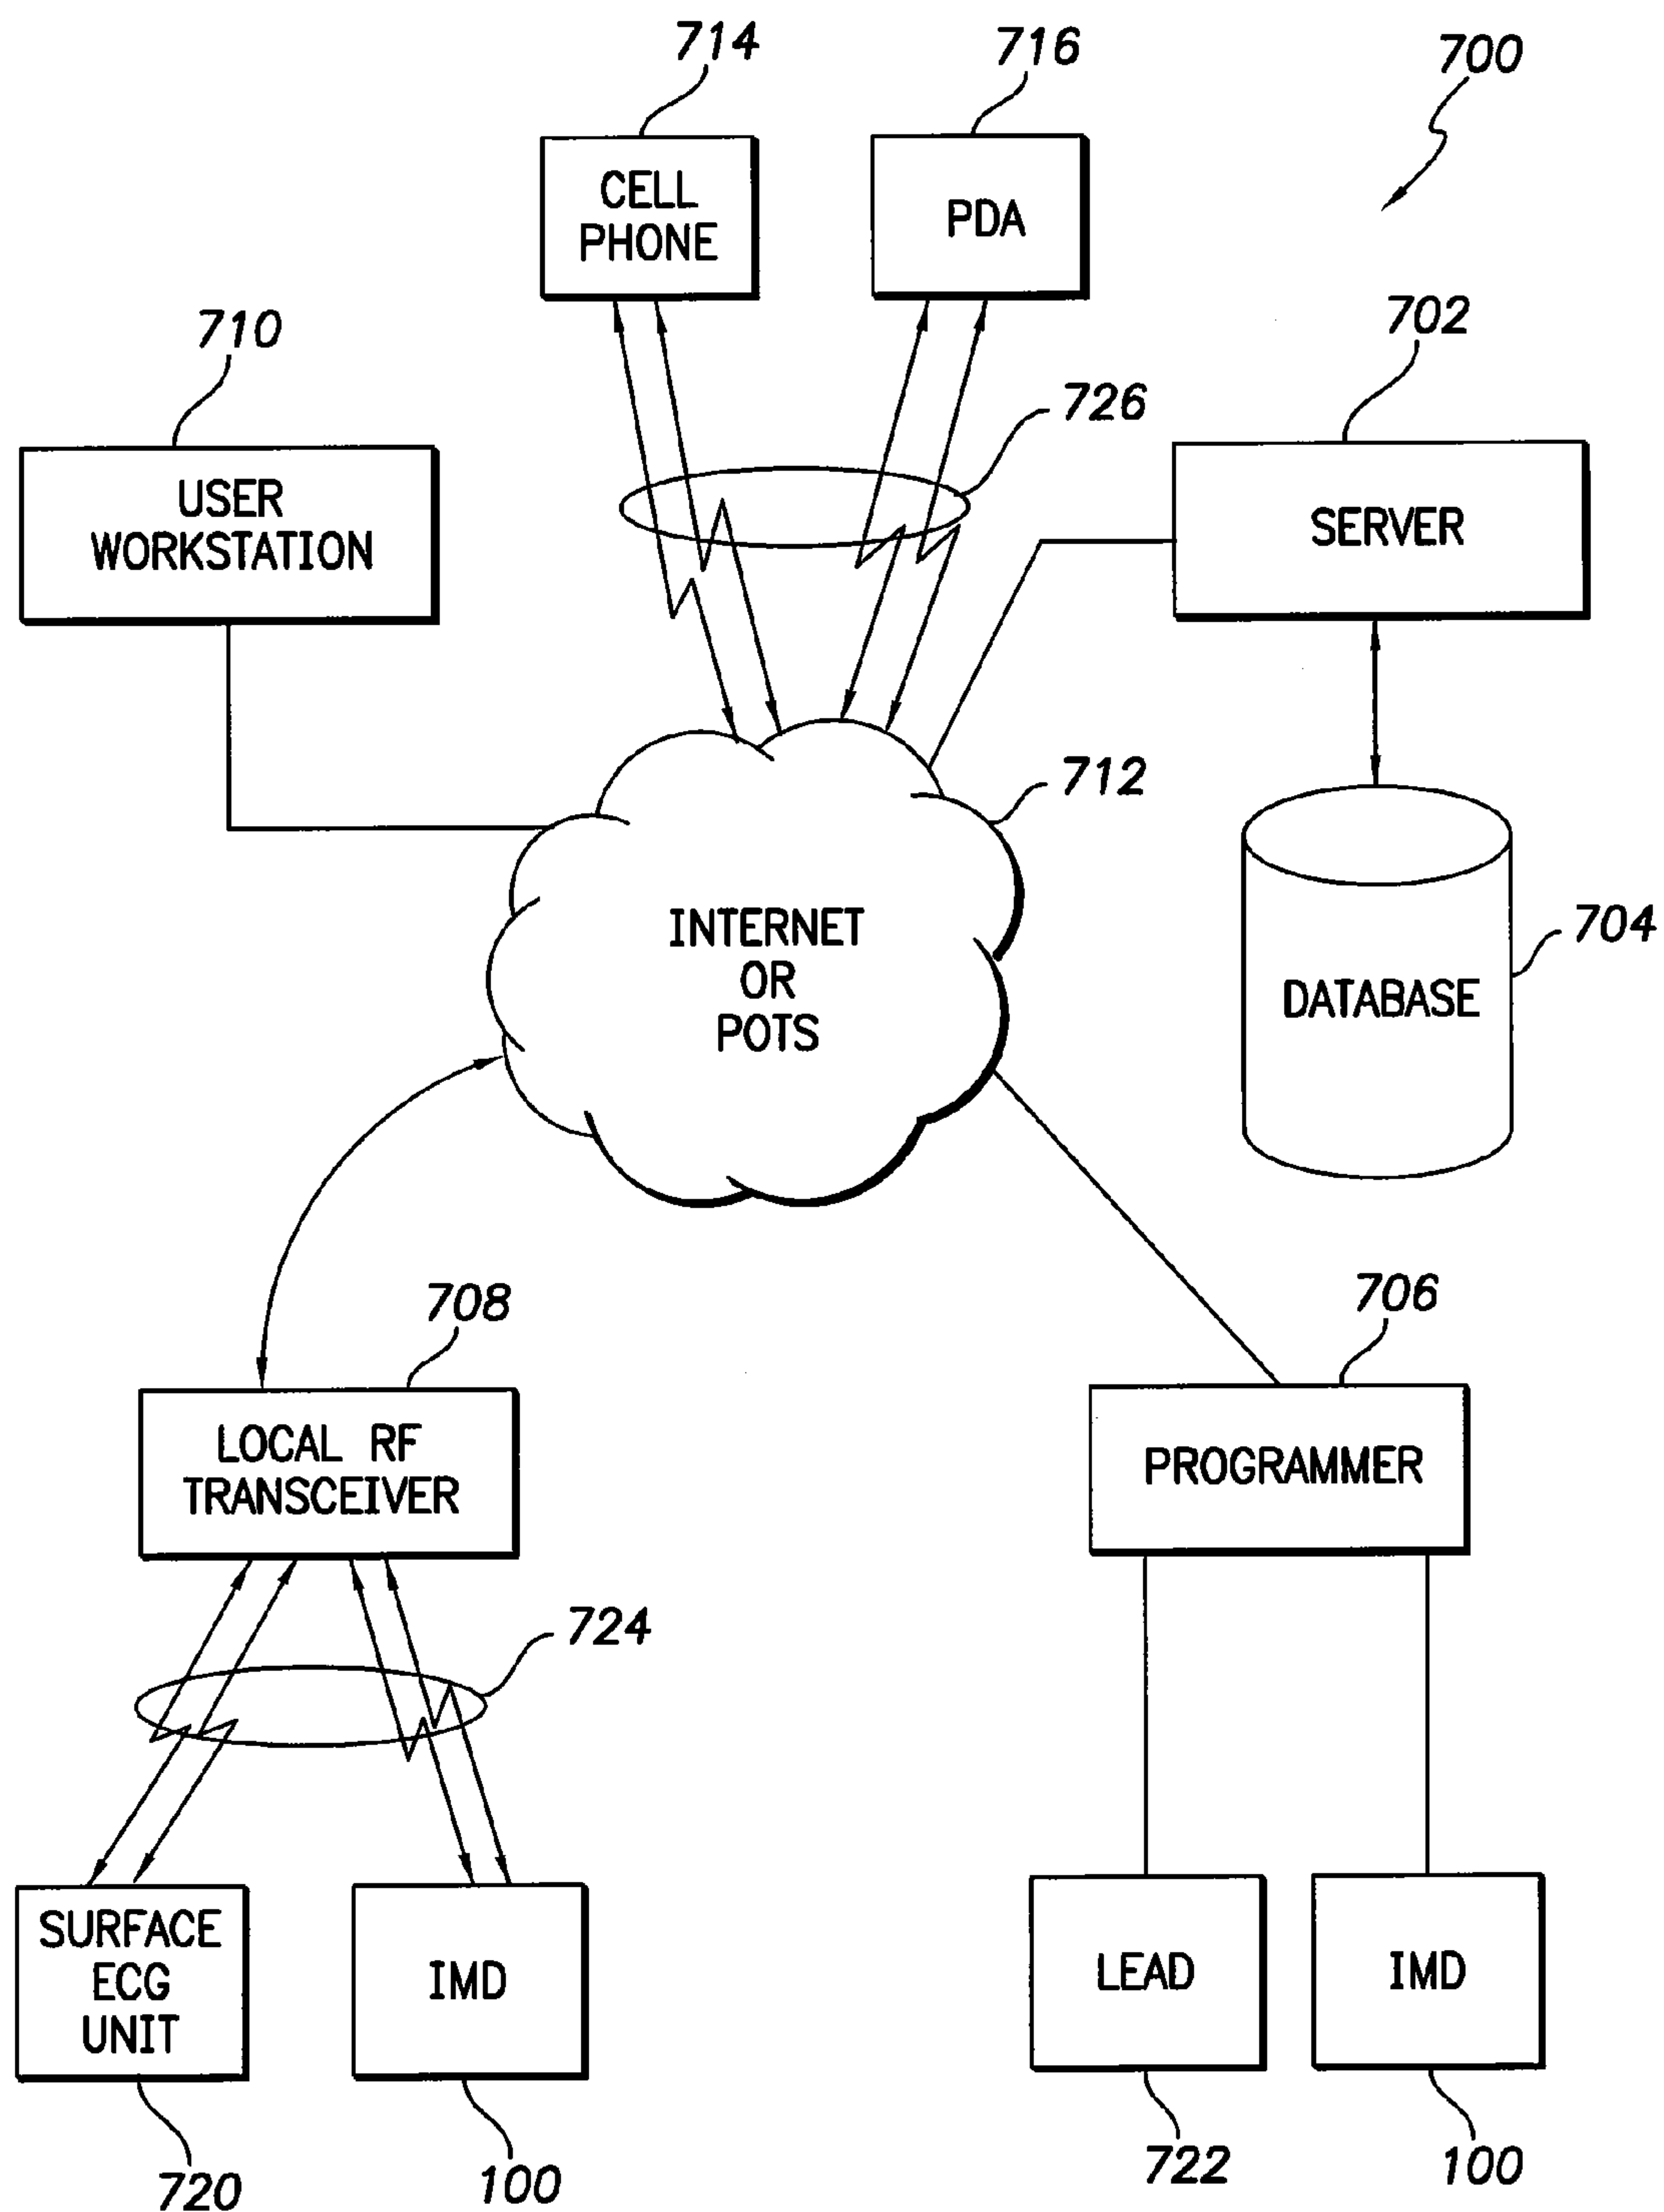 714
716
700
CELL
PHONE
PDA
710
702
726
USER
WORKSTATION
SERVER
712
INTERNET
OR
POTS
704
DATABASE
708
706
LOCAL RF
TRANSCEIVER
PROGRAMMER
724
SURFACE
ECG
UNIT
IMD
LEAD
IMD
720
100
722
100